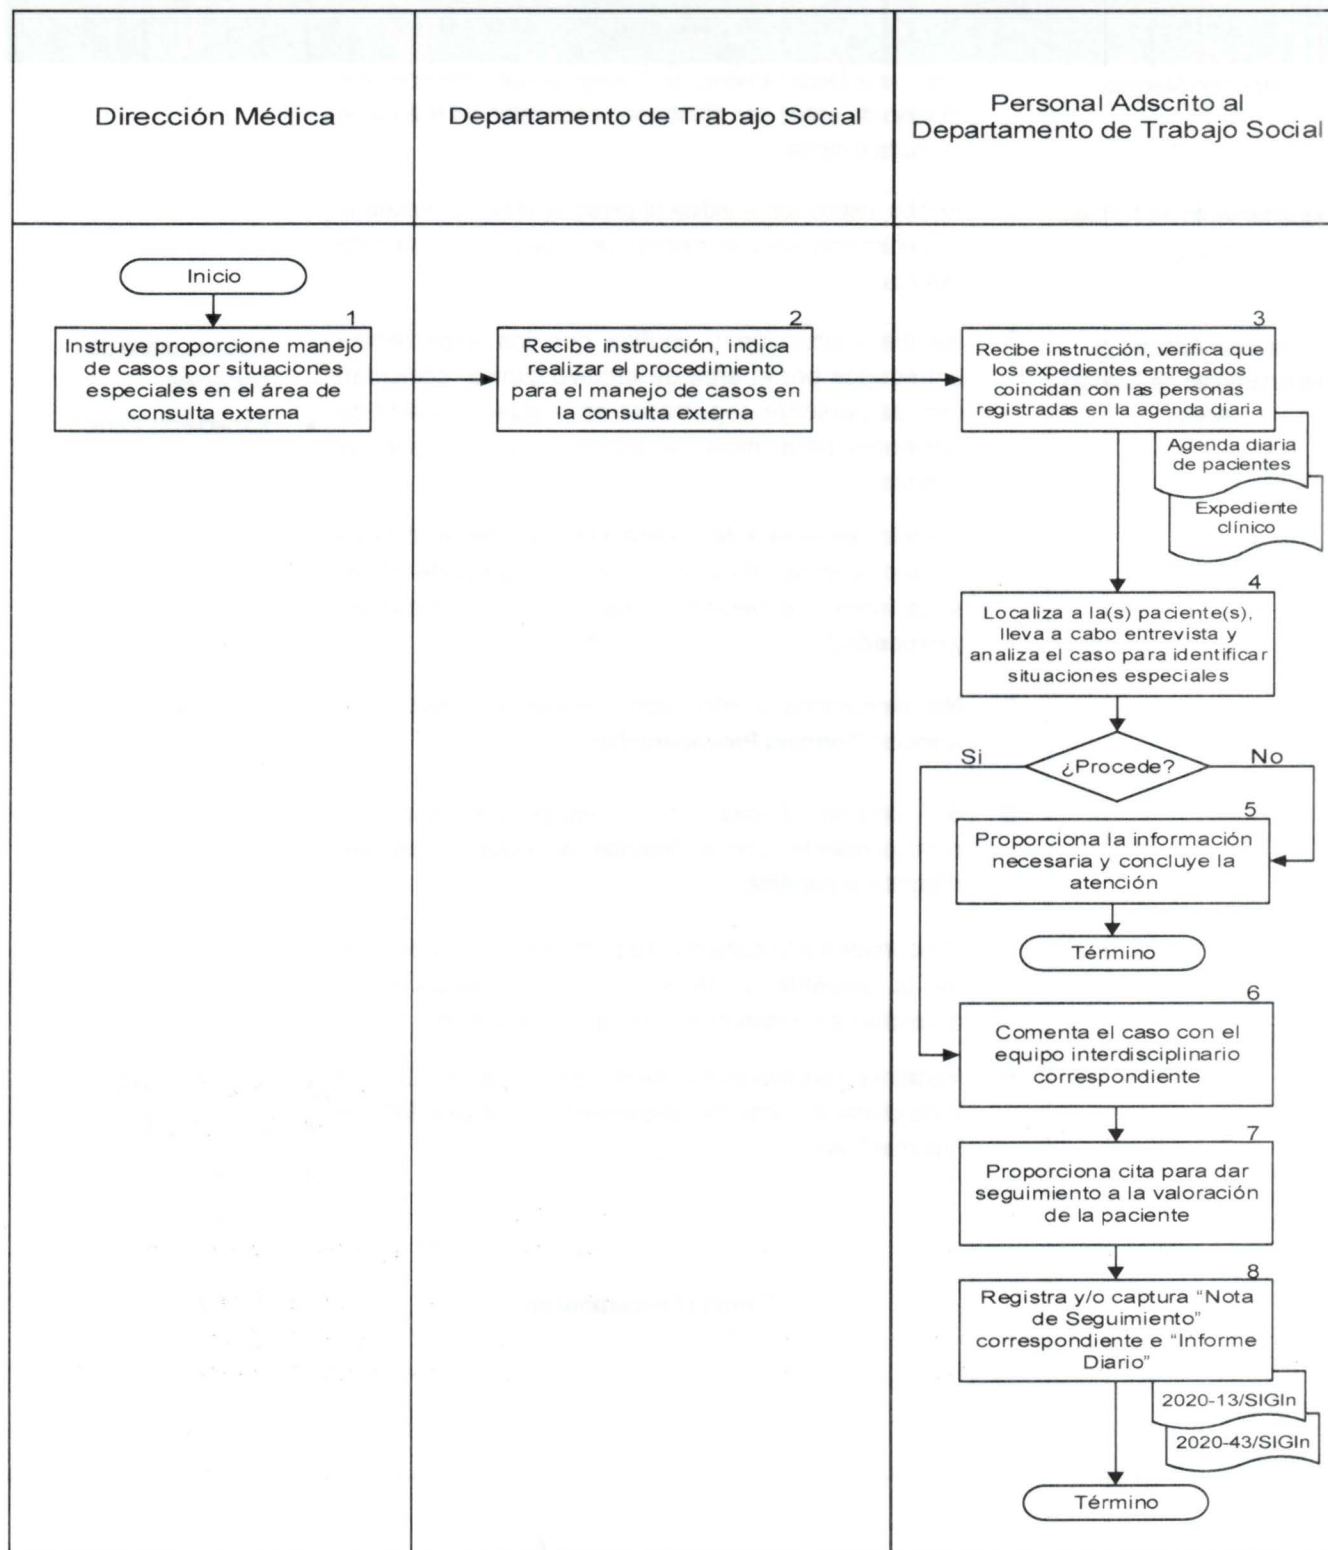 Dirección Médica
Departamento de Trabajo Social
Personal Adscrito al
Departamento de Trabajo Social
Inicio
1
Instruye proporcione manejo
de casos por situaciones
especiales en el área de
consulta externa
2
Recibe instrucción, indica
realizar el procedimiento
para el manejo de casos en
la consulta externa
3
Recibe instrucción, verifica que
los expedientes entregados
coincidan con las personas
registradas en la agenda diaria
Agenda diaria
de pacientes
Expediente
clínico
4
Localiza a la(s) paciente(s),
lleva a cabo entrevista y
analiza el caso para identificar
situaciones especiales
Si
¿Procede?
No
5
Proporciona la información
necesaria y concluye la
atención
Término
6
Comenta el caso con el
equipo interdisciplinario
correspondiente
7
Proporciona cita para dar
seguimiento a la valoración
de la paciente
8
Registra y/o captura “Nota
de Seguimiento”
correspondiente e “Informe
Diario”
2020-13/SIGIn
2020-43/SIGIn
Término